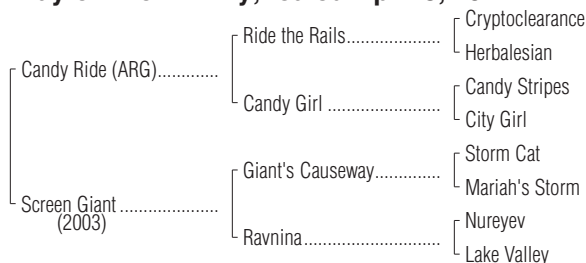 Ride the Rails
Cryptoclearance
Herbalesian
Candy Ride (ARG)
Candy Girl
Candy Stripes
City Girl
Giant's Causeway
Storm Cat
Mariah's Storm
Screen Giant
(2003)
Ravnina
Nureyev
Lake Valley